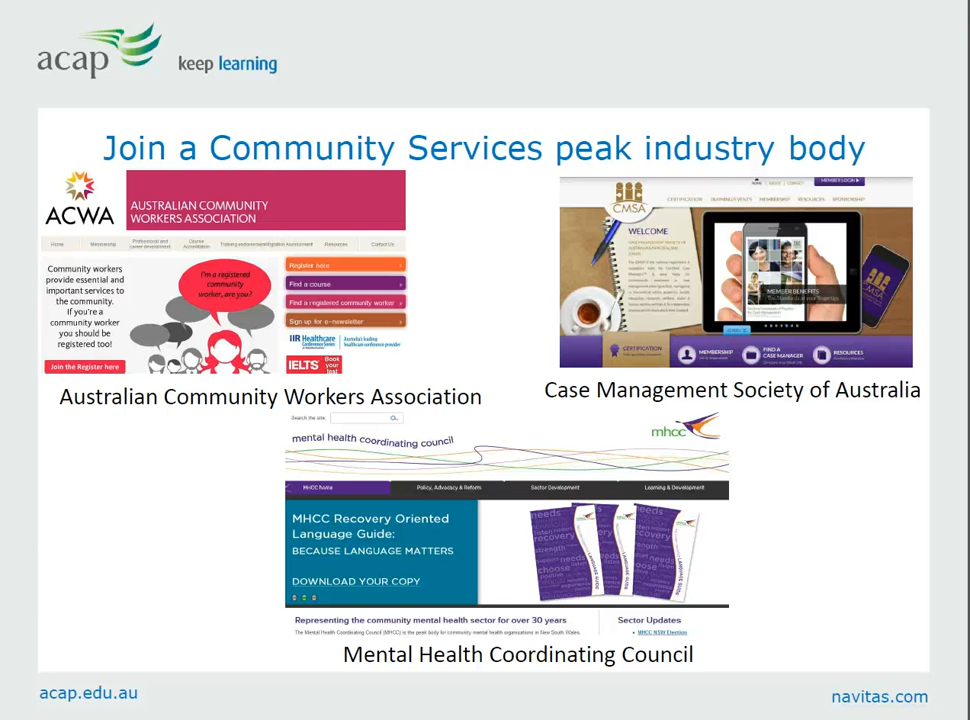 acap
keep learning
Join a Community Services peak industry body
ACWA
AUSTRALIAN COMMUNITY
WORKERS ASSOCIATION
Home
Membership
Professional and
career development
Course
Accreditation
Resources
Contact Us
Community workers
provide essential and
important services to
the community.
If you're a
community worker
you should be
registered too!
Join the Register here
I'm a registered
community
worker, are you?
Register here
Find a course
Find a registered community worker
Sign up for e-newsletter
IIR Healthcare
Conference Series
Australia's leading
healthcare conference provider
IELTS
Book
your
test
Australian Community Workers Association
HOME
ABOUT
CONTACT
MEMBER LOGIN
CMSA
CERTIFICATION
MEMBERSHIP
RESOURCES
SPONSORSHIP
WELCOME
MEMBER BENEFITS
CMSA
CERTIFICATION
MEMBERSHIP
FIND A
CASE MANAGER
RESOURCES
Case Management Society of Australia
Search the site:
mental health coordinating council
mhcc
MHCC home
Policy, Advocacy & Reform
Sector Development
Learning & Development
MHCC Recovery Oriented
Language Guide:
BECAUSE LANGUAGE MATTERS
DOWNLOAD YOUR COPY
Representing the community mental health sector for over 30 years
The Mental Health Coordinating Council (MHCC) is the peak body for community mental health organisations in New South Wales.
Sector Updates
MHCC NSW Election
Mental Health Coordinating Council
acap.edu.au
navitas.com